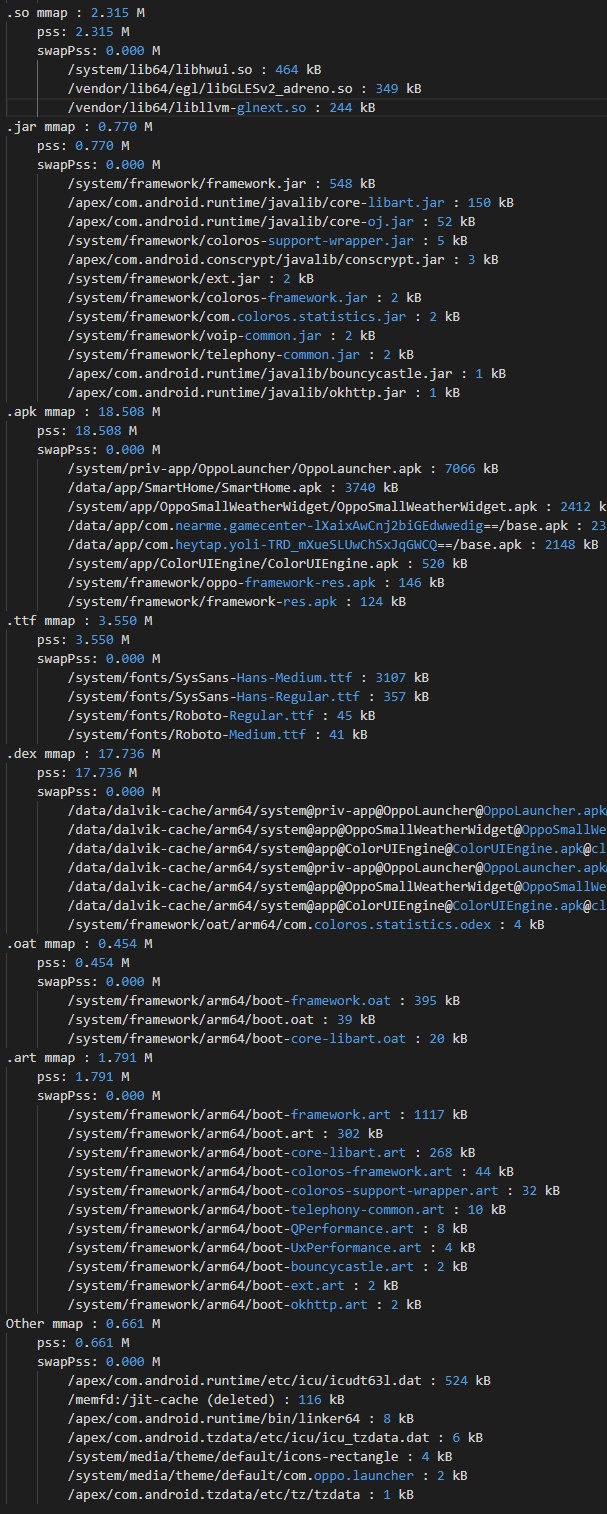 .so mmap : 2.315 M
pss: 2.315 M
swapPss: 0.000 M
/system/lib64/libhwui.so : 464 kB
/vendor/lib64/egl/libGLESv2_adreno.so : 349 kB
/vendor/lib64/libllvm-glnext.so : 244 kB
.jar mmap : 0.770 M
pss: 0.770 M
swapPss: 0.000 M
/system/framework/framework.jar : 548 kB
/apex/com.android.runtime/javalib/core-libart.jar : 150 kB
/apex/com.android.runtime/javalib/core-oj.jar : 52 kB
/system/framework/coloros-support-wrapper.jar : 5 kB
/apex/com.android.conscrypt/javalib/conscrypt.jar : 3 kB
/system/framework/ext.jar : 2 kB
/system/framework/coloros-framework.jar : 2 kB
/system/framework/com.coloros.statistics.jar : 2 kB
/system/framework/voip-common.jar : 2 kB
/system/framework/telephony-common.jar : 2 kB
/apex/com.android.runtime/javalib/bouncycastle.jar : 1 kB
/apex/com.android.runtime/javalib/okhttp.jar : 1 kB
.apk mmap : 18.508 M
pss: 18.508 M
swapPss: 0.000 M
/system/priv-app/OppoLauncher/OppoLauncher.apk : 7066 kB
/data/app/SmartHome/SmartHome.apk : 3740 kB
/system/app/OppoSmallWeatherWidget/OppoSmallWeatherWidget.apk : 2412 k
/data/app/com.nearme.gamecenter-lXaixAwCnj2biGEdwwedig==/base.apk : 23
/data/app/com.heytap.yoli-TRD_mXueSLUwChSxJqGWCQ==/base.apk : 2148 kB
/system/app/ColorUIEngine/ColorUIEngine.apk : 520 kB
/system/framework/oppo-framework-res.apk : 146 kB
/system/framework/framework-res.apk : 124 kB
.ttf mmap : 3.550 M
pss: 3.550 M
swapPss: 0.000 M
/system/fonts/SysSans-Hans-Medium.ttf : 3107 kB
/system/fonts/SysSans-Hans-Regular.ttf : 357 kB
/system/fonts/Roboto-Regular.ttf : 45 kB
/system/fonts/Roboto-Medium.ttf : 41 kB
.dex mmap : 17.736 M
pss: 17.736 M
swapPss: 0.000 M
/data/dalvik-cache/arm64/system@priv-app@OppoLauncher@OppoLauncher.apk@
/data/dalvik-cache/arm64/system@app@OppoSmallWeatherWidget@OppoSmallWe
/data/dalvik-cache/arm64/system@app@ColorUIEngine@ColorUIEngine.apk@cl
/data/dalvik-cache/arm64/system@priv-app@OppoLauncher@OppoLauncher.apk@
/data/dalvik-cache/arm64/system@app@OppoSmallWeatherWidget@OppoSmallWe
/data/dalvik-cache/arm64/system@app@ColorUIEngine@ColorUIEngine.apk@cl
/system/framework/oat/arm64/com.coloros.statistics.odex : 4 kB
.oat mmap : 0.454 M
pss: 0.454 M
swapPss: 0.000 M
/system/framework/arm64/boot-framework.oat : 395 kB
/system/framework/arm64/boot.oat : 39 kB
/system/framework/arm64/boot-core-libart.oat : 20 kB
.art mmap : 1.791 M
pss: 1.791 M
swapPss: 0.000 M
/system/framework/arm64/boot-framework.art : 1117 kB
/system/framework/arm64/boot.art : 302 kB
/system/framework/arm64/boot-core-libart.art : 268 kB
/system/framework/arm64/boot-coloros-framework.art : 44 kB
/system/framework/arm64/boot-coloros-support-wrapper.art : 32 kB
/system/framework/arm64/boot-telephony-common.art : 10 kB
/system/framework/arm64/boot-QPerformance.art : 8 kB
/system/framework/arm64/boot-UxPerformance.art : 4 kB
/system/framework/arm64/boot-bouncycastle.art : 2 kB
/system/framework/arm64/boot-ext.art : 2 kB
/system/framework/arm64/boot-okhttp.art : 2 kB
Other mmap : 0.661 M
pss: 0.661 M
swapPss: 0.000 M
/apex/com.android.runtime/etc/icu/icudt63l.dat : 524 kB
/memfd:/jit-cache (deleted) : 116 kB
/apex/com.android.runtime/bin/linker64 : 8 kB
/apex/com.android.tzdata/etc/icu/icu_tzdata.dat : 6 kB
/system/media/theme/default/icons-rectangle : 4 kB
/system/media/theme/default/com.oppo.launcher : 2 kB
/apex/com.android.tzdata/etc/tz/tzdata : 1 kB